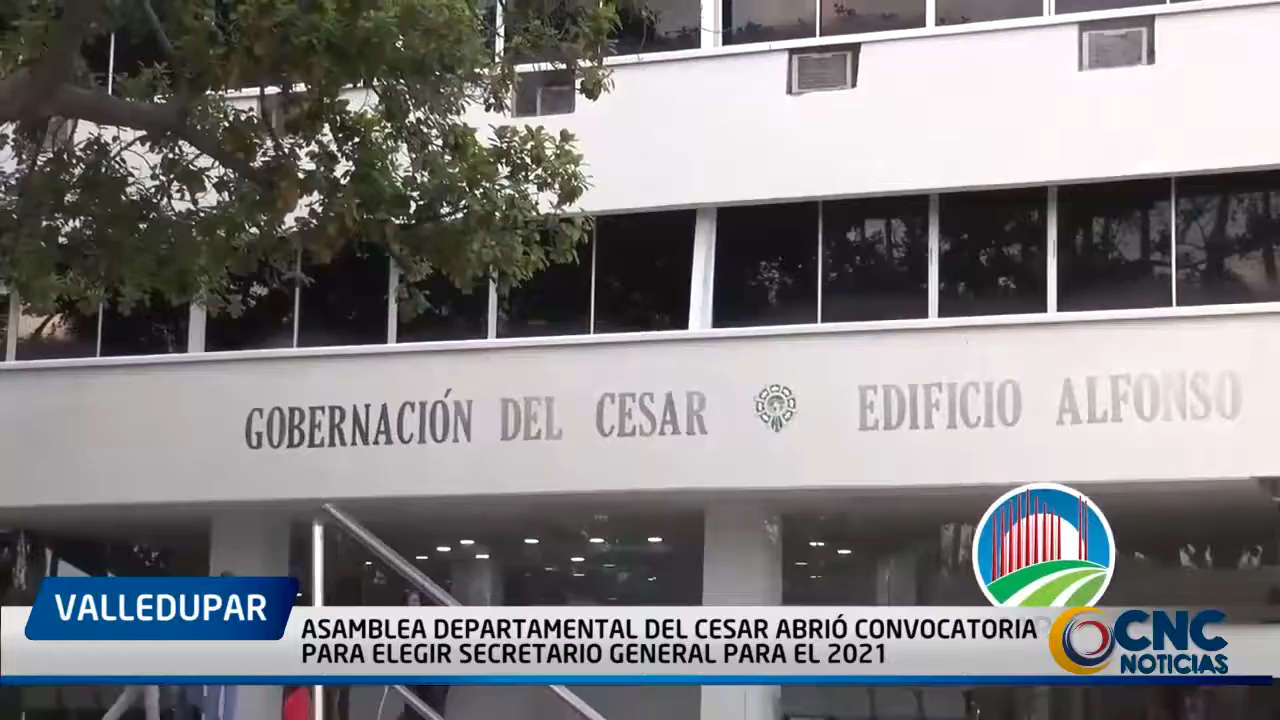 GOBERNACIÓN DEL CESAR EDIFICIO ALFONSO
VALLEDUPAR
ASAMBLEA DEPARTAMENTAL DEL CESAR ABRIÓ CONVOCATORIA
PARA ELEGIR SECRETARIO GENERAL PARA EL 2021
CNC
NOTICIAS